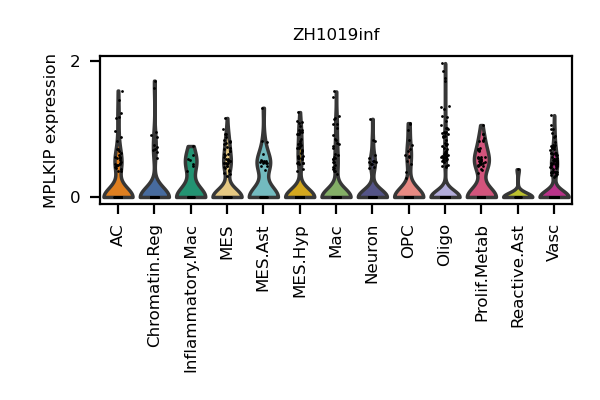 ZH1019inf
MPLKIP expression
2
0
AC
Chromatin.Reg
Inflammatory.Mac
MES
MES.Ast
MES.Hyp
Mac
Neuron
OPC
Oligo
Prolif.Metab
Reactive.Ast
Vasc